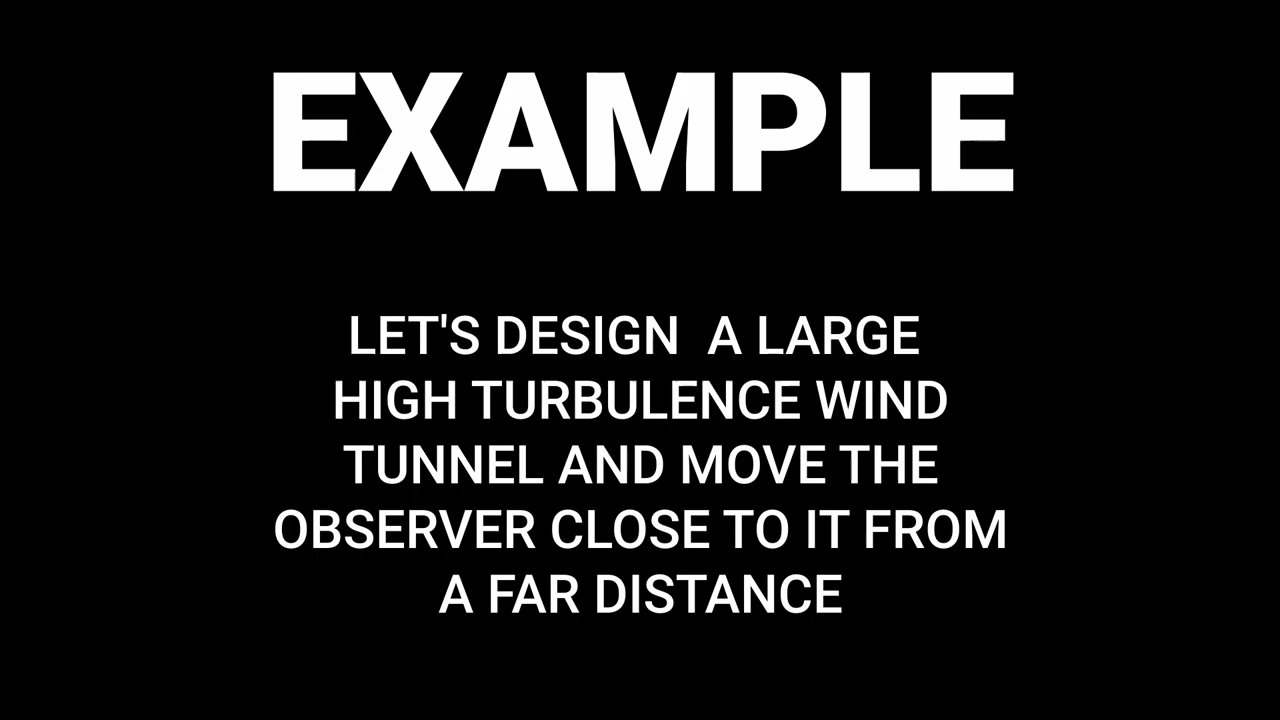 EXAMPLE
LET'S DESIGN  A LARGE
HIGH TURBULENCE WIND
TUNNEL AND MOVE THE
OBSERVER CLOSE TO IT FROM
A FAR DISTANCE